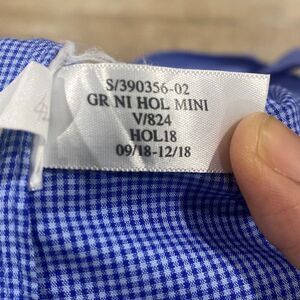 S/390356-02
GR NI HOL MINI
V/824
HOL18
09/18-12/18